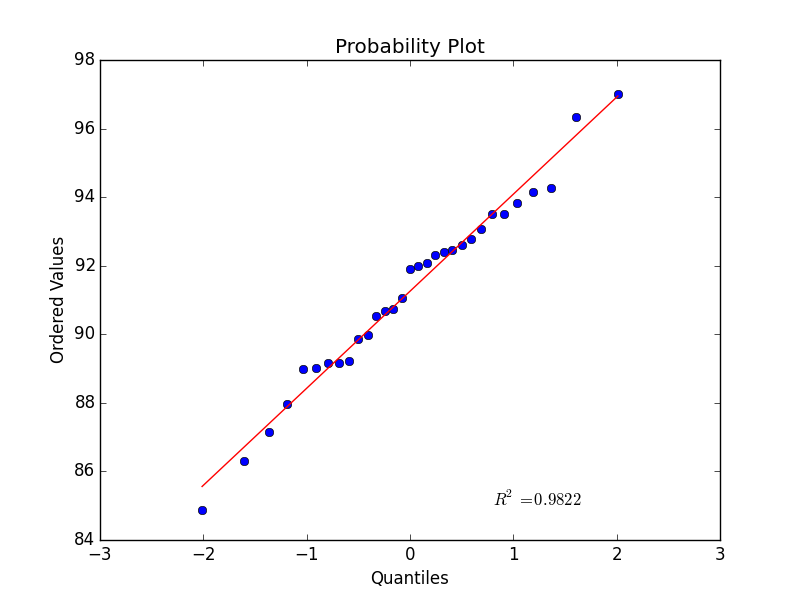 Probability Plot
98
96
94
92
90
88
86
84
Ordered Values
R² =0.9822
−3 −2 −1 0 1 2 3
Quantiles